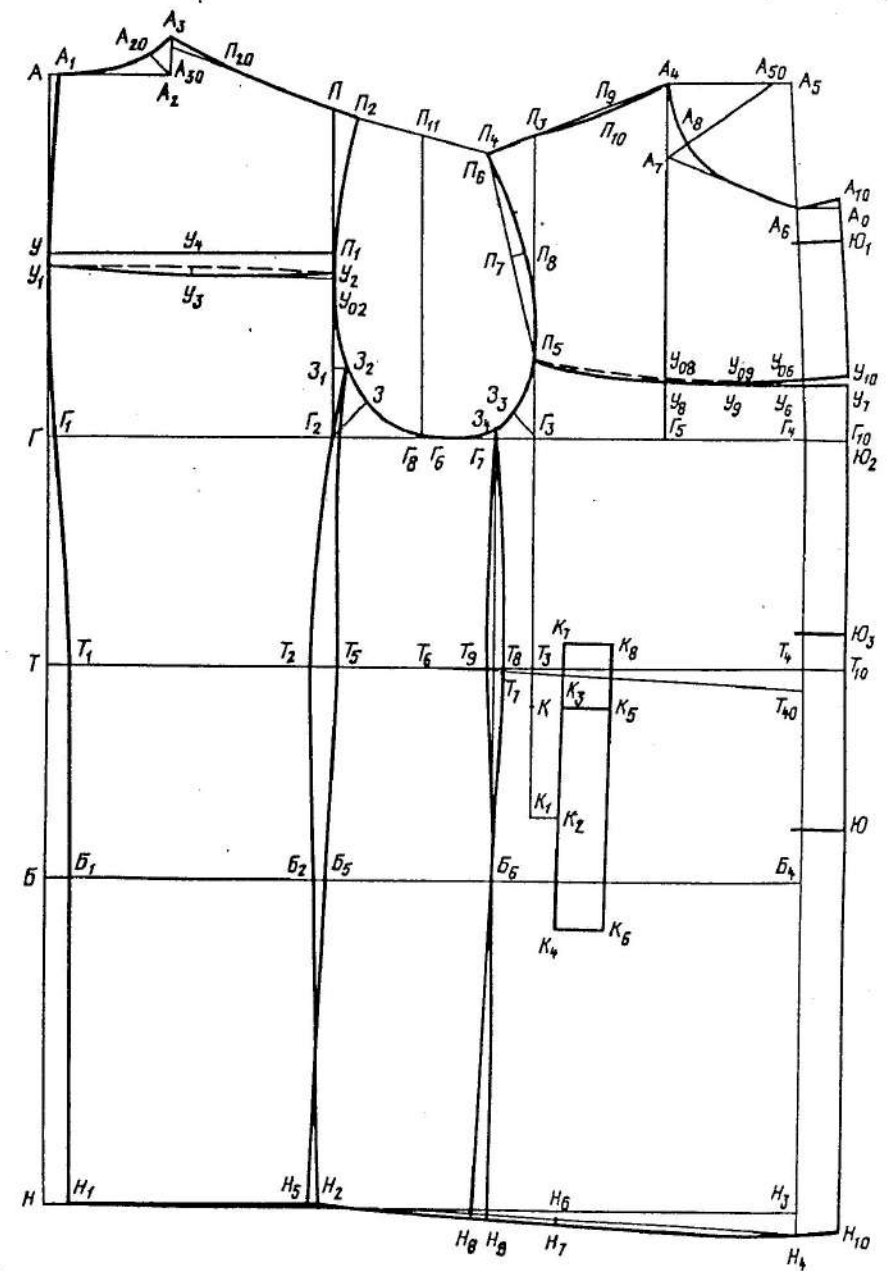 А₃
А₂₀ П₂₀ А₄ А₅₀ А₅
А А₁ А₃₀ П₉
А₂ П П₂ П₁₁ П₄ П₃ П₁₀ А₈
П₆ А₇ А₁₀
А₆ А₀
У У₄ П₁ П₇ П₈ Ю₁
У₁ У₃ У₂
У₀₂
П₅ У₀₈ У₀₉ У₀₆ У₁₀
З₁ З₂ З З₃ У₈ У₉ У₆ У₇
Г Г₁ Г₂ З₄ Г₃ Г₅ Г₄ Г₁₀
Г₈ Г₆ Г₇ Ю₂
К₇ К₈ Ю₃
Т Т₁ Т₂ Т₅ Т₆ Т₉ Т₈ Т₃ Т₄ Т₁₀
Т₇ К₃ Т₄₀
К К₅
К₁ К₂ Ю
Б Б₁ Б₂ Б₅ Б₆ Б₄
К₄ К₆
Н Н₁ Н₅ Н₂ Н₆ Н₃
Н₈ Н₉ Н₇ Н₄ Н₁₀